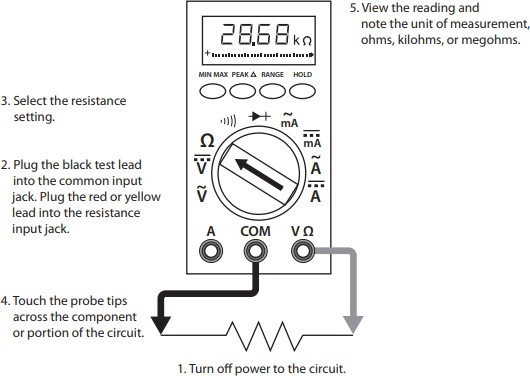 5. View the reading and
note the unit of measurement,
ohms, kilohms, or megohms.
28.68 kΩ
+
MIN MAX PEAK Δ RANGE HOLD
3. Select the resistance
setting.
mA
mA
Ω
V
A
V
A
2. Plug the black test lead
into the common input
jack. Plug the red or yellow
lead into the resistance
input jack.
A COM V Ω
4. Touch the probe tips
across the component
or portion of the circuit.
1. Turn off power to the circuit.